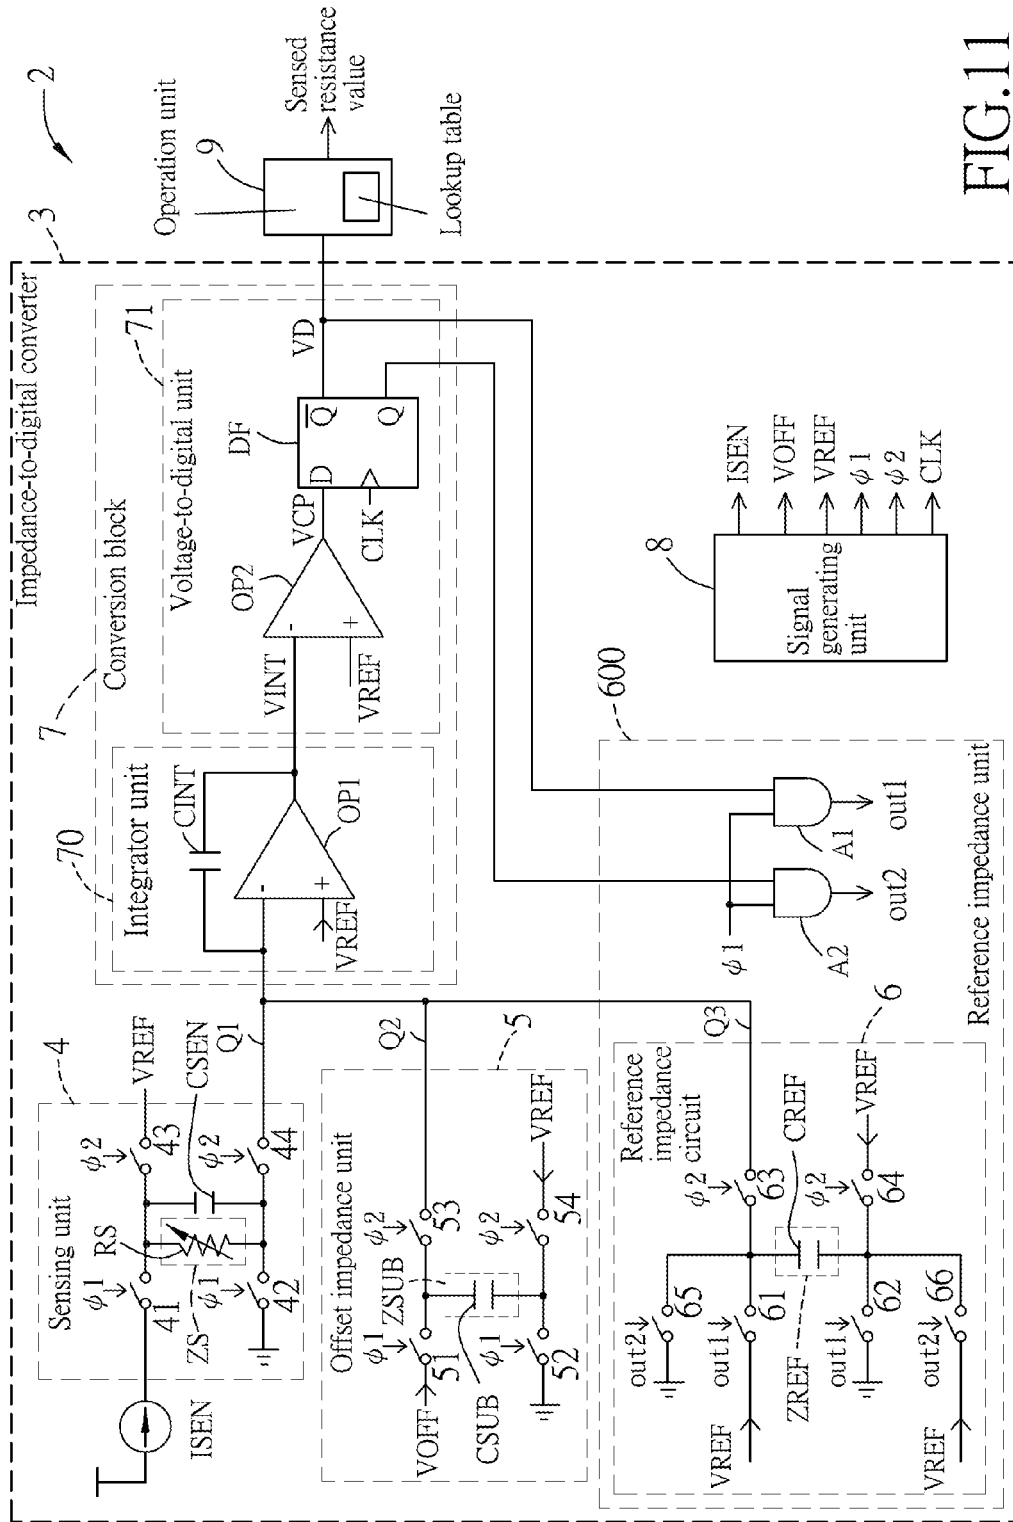 FIG.11
2
3
Impedance-to-digital converter
7
Conversion block
70
Integrator unit
CINT
OP1
VREF
-
+
VINT
71
Voltage-to-digital unit
OP2
-
+
VREF
VCP
DF
D
Q
Q
CLK
VD
9
Operation unit
Lookup table
Sensed
resistance
value
4
Sensing unit
ISEN
ϕ1
41
ϕ1
42
ZS
RS
CSEN
ϕ2
43
ϕ2
44
VREF
Q1
5
Offset impedance unit
VOFF
ϕ1
51
ϕ1
52
CSUB
ZSUB
ϕ2
53
ϕ2
54
VREF
Q2
600
Reference impedance unit
6
Reference
impedance
circuit
out2
65
out1
61
VREF
out1
62
out2
66
VREF
ZREF
CREF
ϕ2
63
ϕ2
64
VREF
Q3
ϕ1
A1
out1
A2
out2
8
Signal
generating
unit
ISEN
VOFF
VREF
ϕ1
ϕ2
CLK